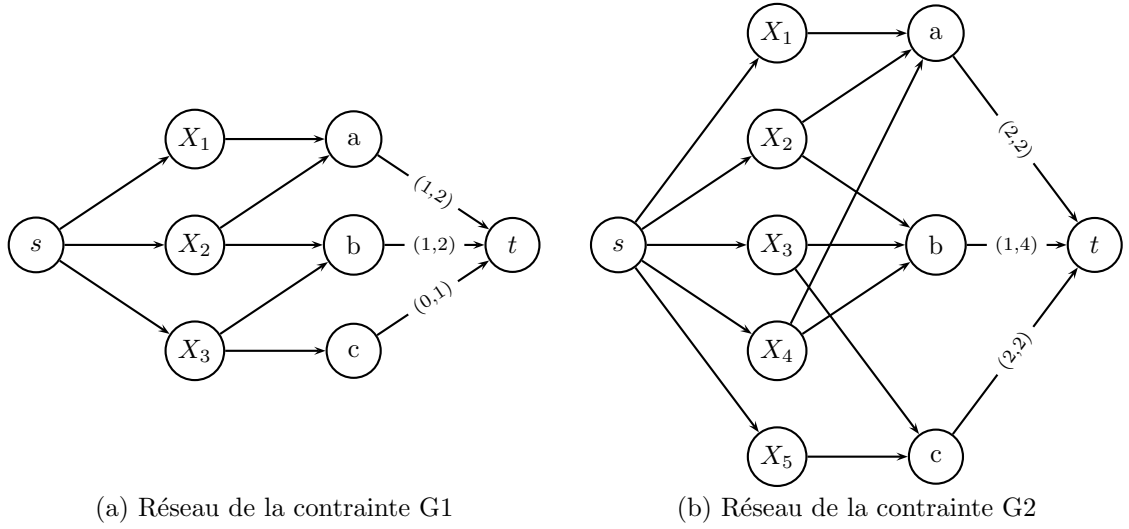 X₁
a
X₂
b
X₃
c
s
t
(1,2)
(1,2)
(0,1)
(a) Réseau de la contrainte G1
X₁
a
X₂
X₃
b
X₄
X₅
c
s
t
(2,2)
(1,4)
(2,2)
(b) Réseau de la contrainte G2